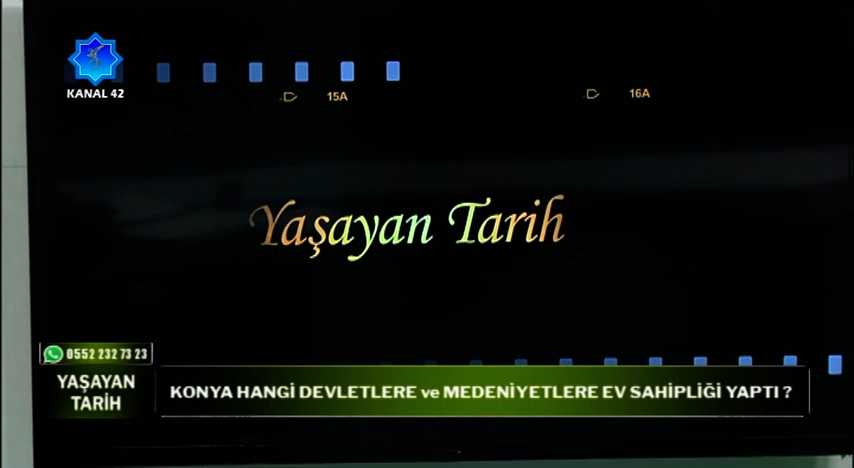 KANAL 42
15A
16A
Yaşayan Tarih
0552 232 73 23
YAŞAYAN
TARİH
KONYA HANGİ DEVLETLERE ve MEDENİYETLERE EV SAHİPLİĞİ YAPTI ?